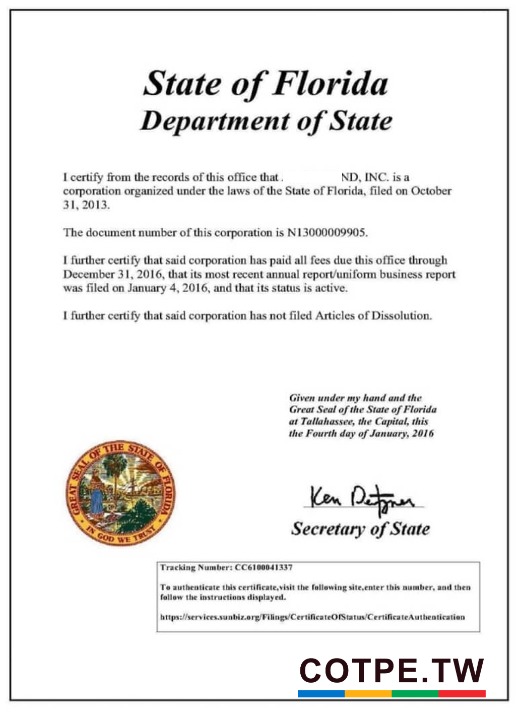 State of Florida
Department of State
I certify from the records of this office that . ND, INC. is a
corporation organized under the laws of the State of Florida, filed on October
31, 2013.
The document number of this corporation is N13000009905.
I further certify that said corporation has paid all fees due this office through
December 31, 2016, that its most recent annual report/uniform business report
was filed on January 4, 2016, and that its status is active.
I further certify that said corporation has not filed Articles of Dissolution.
Given under my hand and the
Great Seal of the State of Florida
at Tallahassee, the Capital, this
the Fourth day of January, 2016
GREAT SEAL OF THE STATE OF FLORIDA
IN GOD WE TRUST
Ken Detzner
Secretary of State
Tracking Number: CC6100041337
To authenticate this certificate,visit the following site,enter this number, and then
follow the instructions displayed.
https://services.sunbiz.org/Filings/CertificateOfStatus/CertificateAuthentication
COTPE.TW